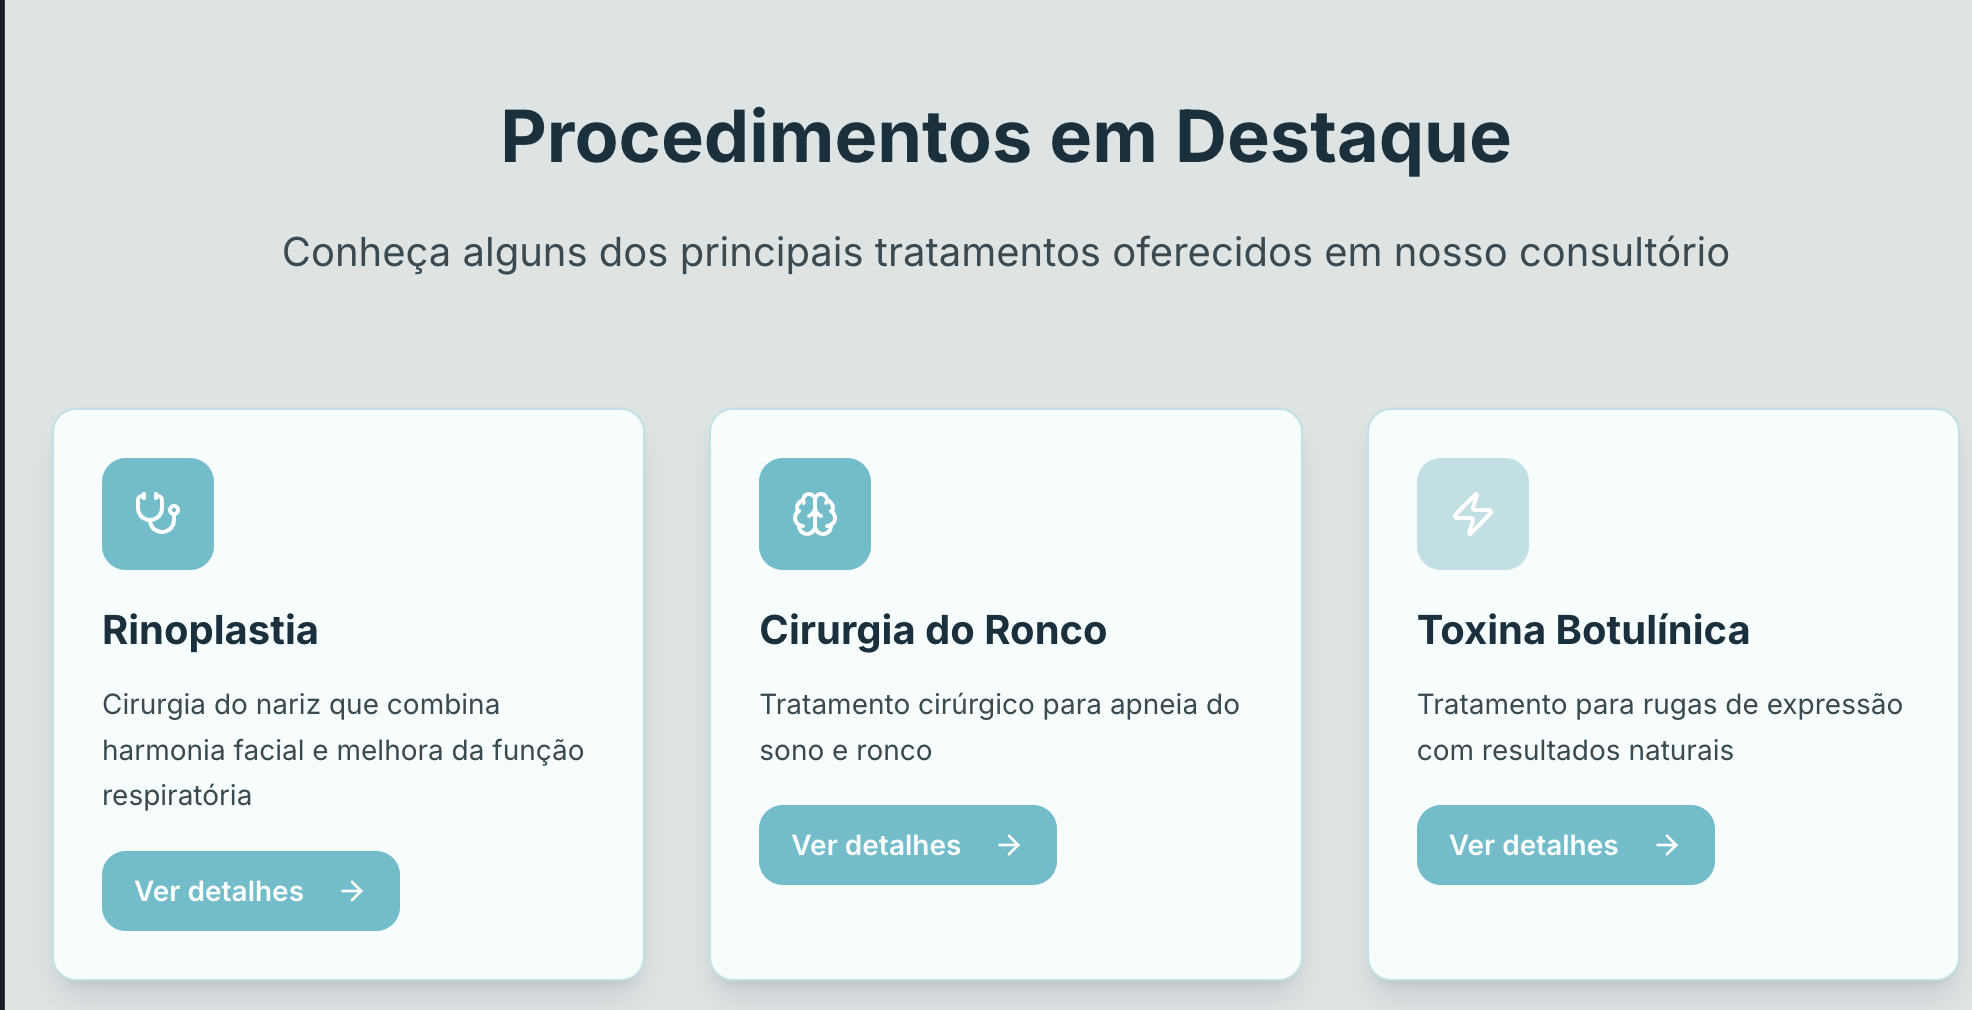 Procedimentos em Destaque
Conheça alguns dos principais tratamentos oferecidos em nosso consultório
Rinoplastia
Cirurgia do nariz que combina
harmonia facial e melhora da função
respiratória
Ver detalhes
Cirurgia do Ronco
Tratamento cirúrgico para apneia do
sono e ronco
Ver detalhes
Toxina Botulínica
Tratamento para rugas de expressão
com resultados naturais
Ver detalhes